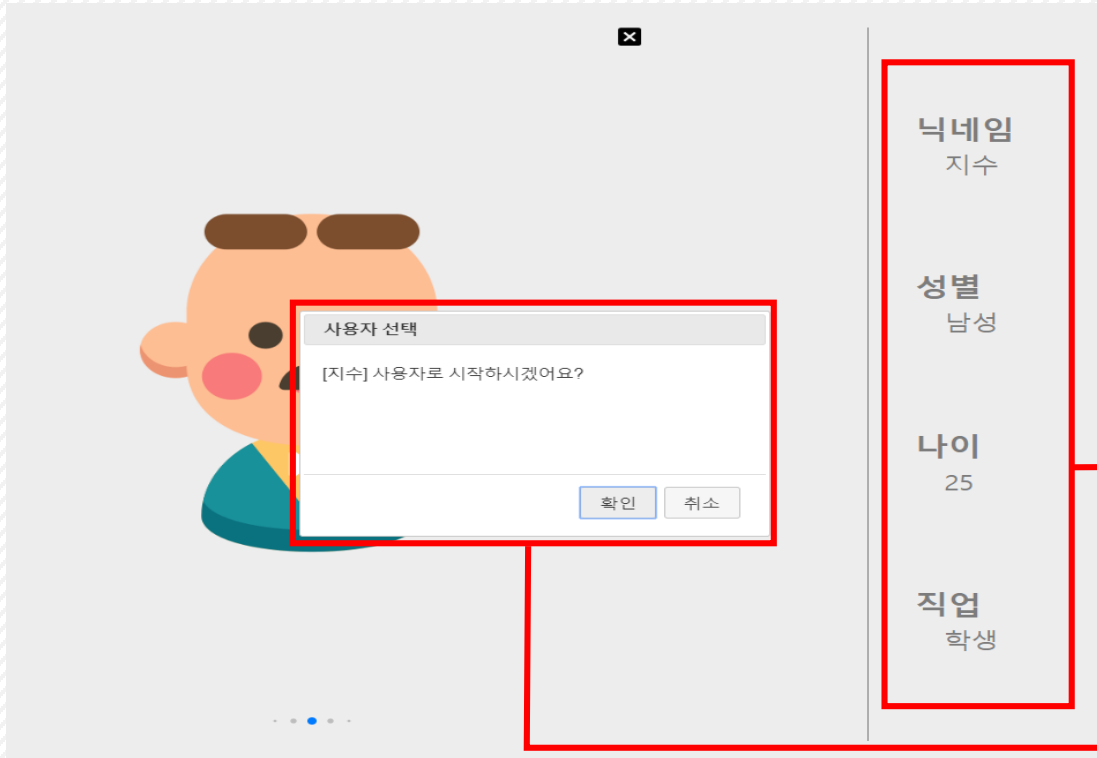 사용자 선택
[지수] 사용자로 시작하시겠어요?
확인 취소
닉네임
지수
성별
남성
나이
25
직업
학생